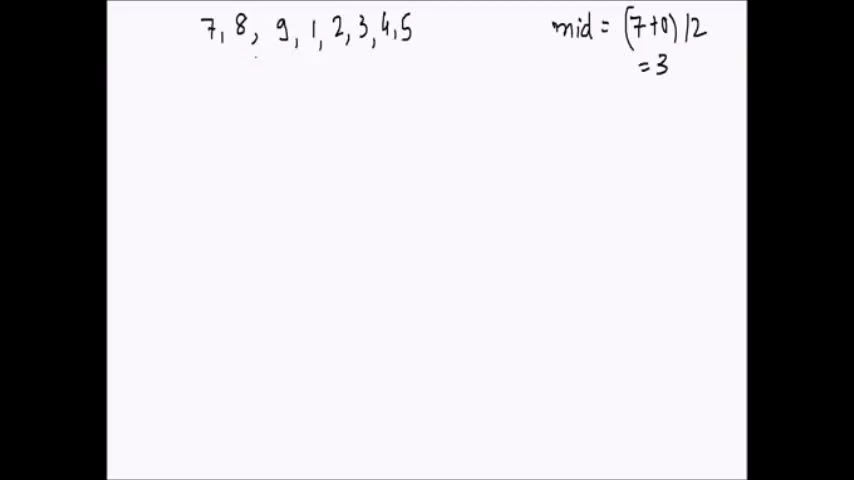 7, 8, 9, 1, 2, 3, 4, 5
mid = (7+0)/2
= 3